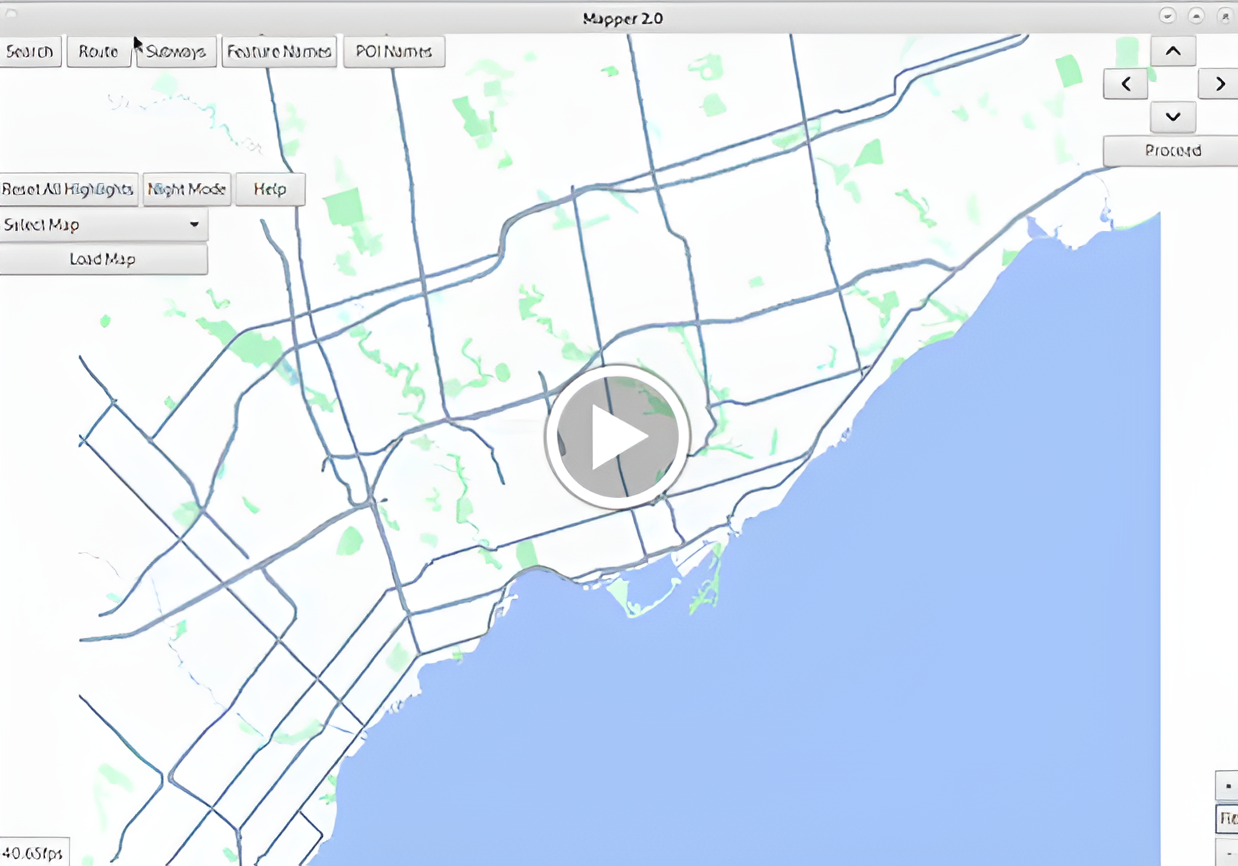 Mapper 2.0
Search Route Subways Feature Names POI Names
Proceed
Reset All Highlights Night Mode Help
Select Map
Load Map
40.65fps